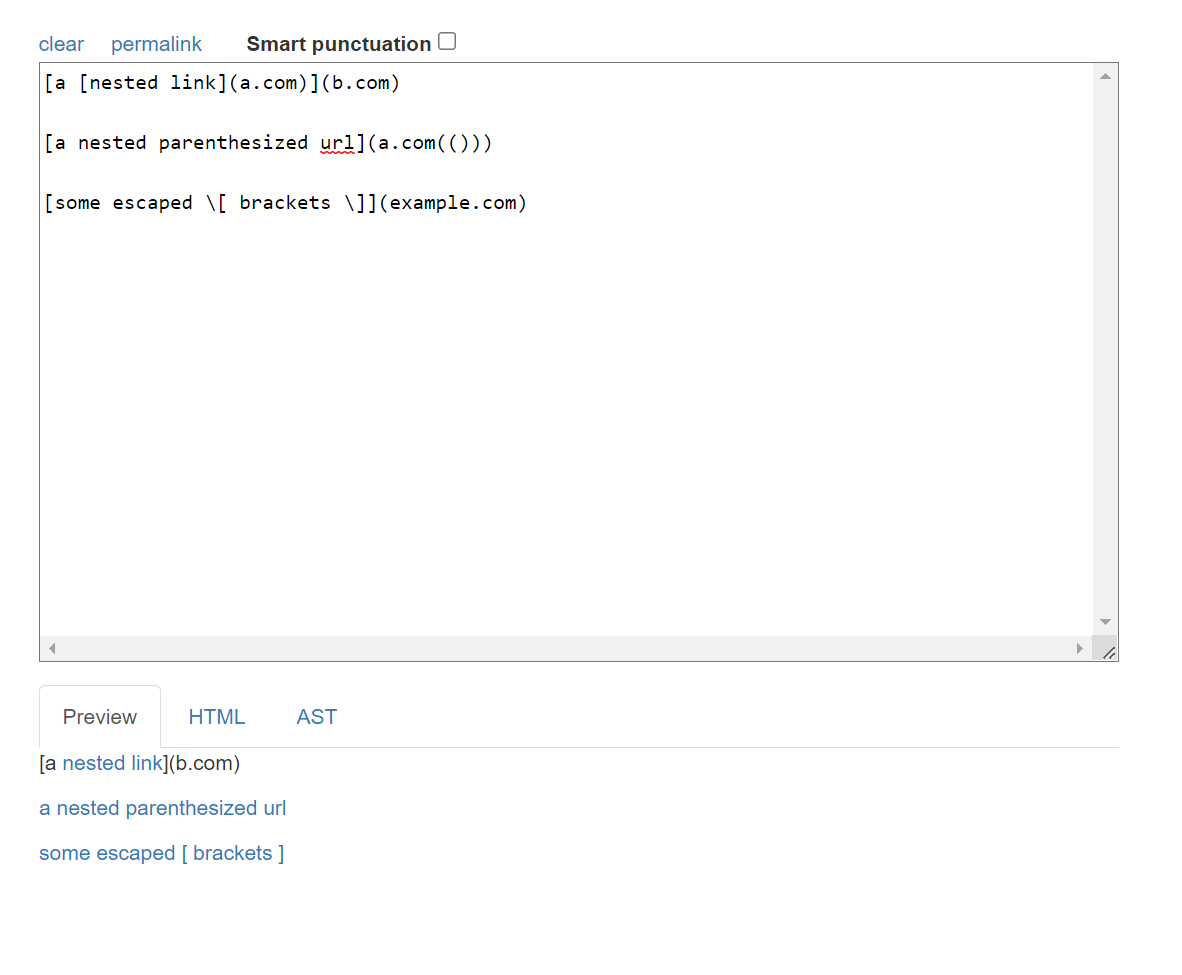 clear permalink Smart punctuation
[a [nested link](a.com)](b.com)
[a nested parenthesized url](a.com(()))
[some escaped \[ brackets \]](example.com)
Preview HTML AST
[a nested link](b.com)
a nested parenthesized url
some escaped [ brackets ]